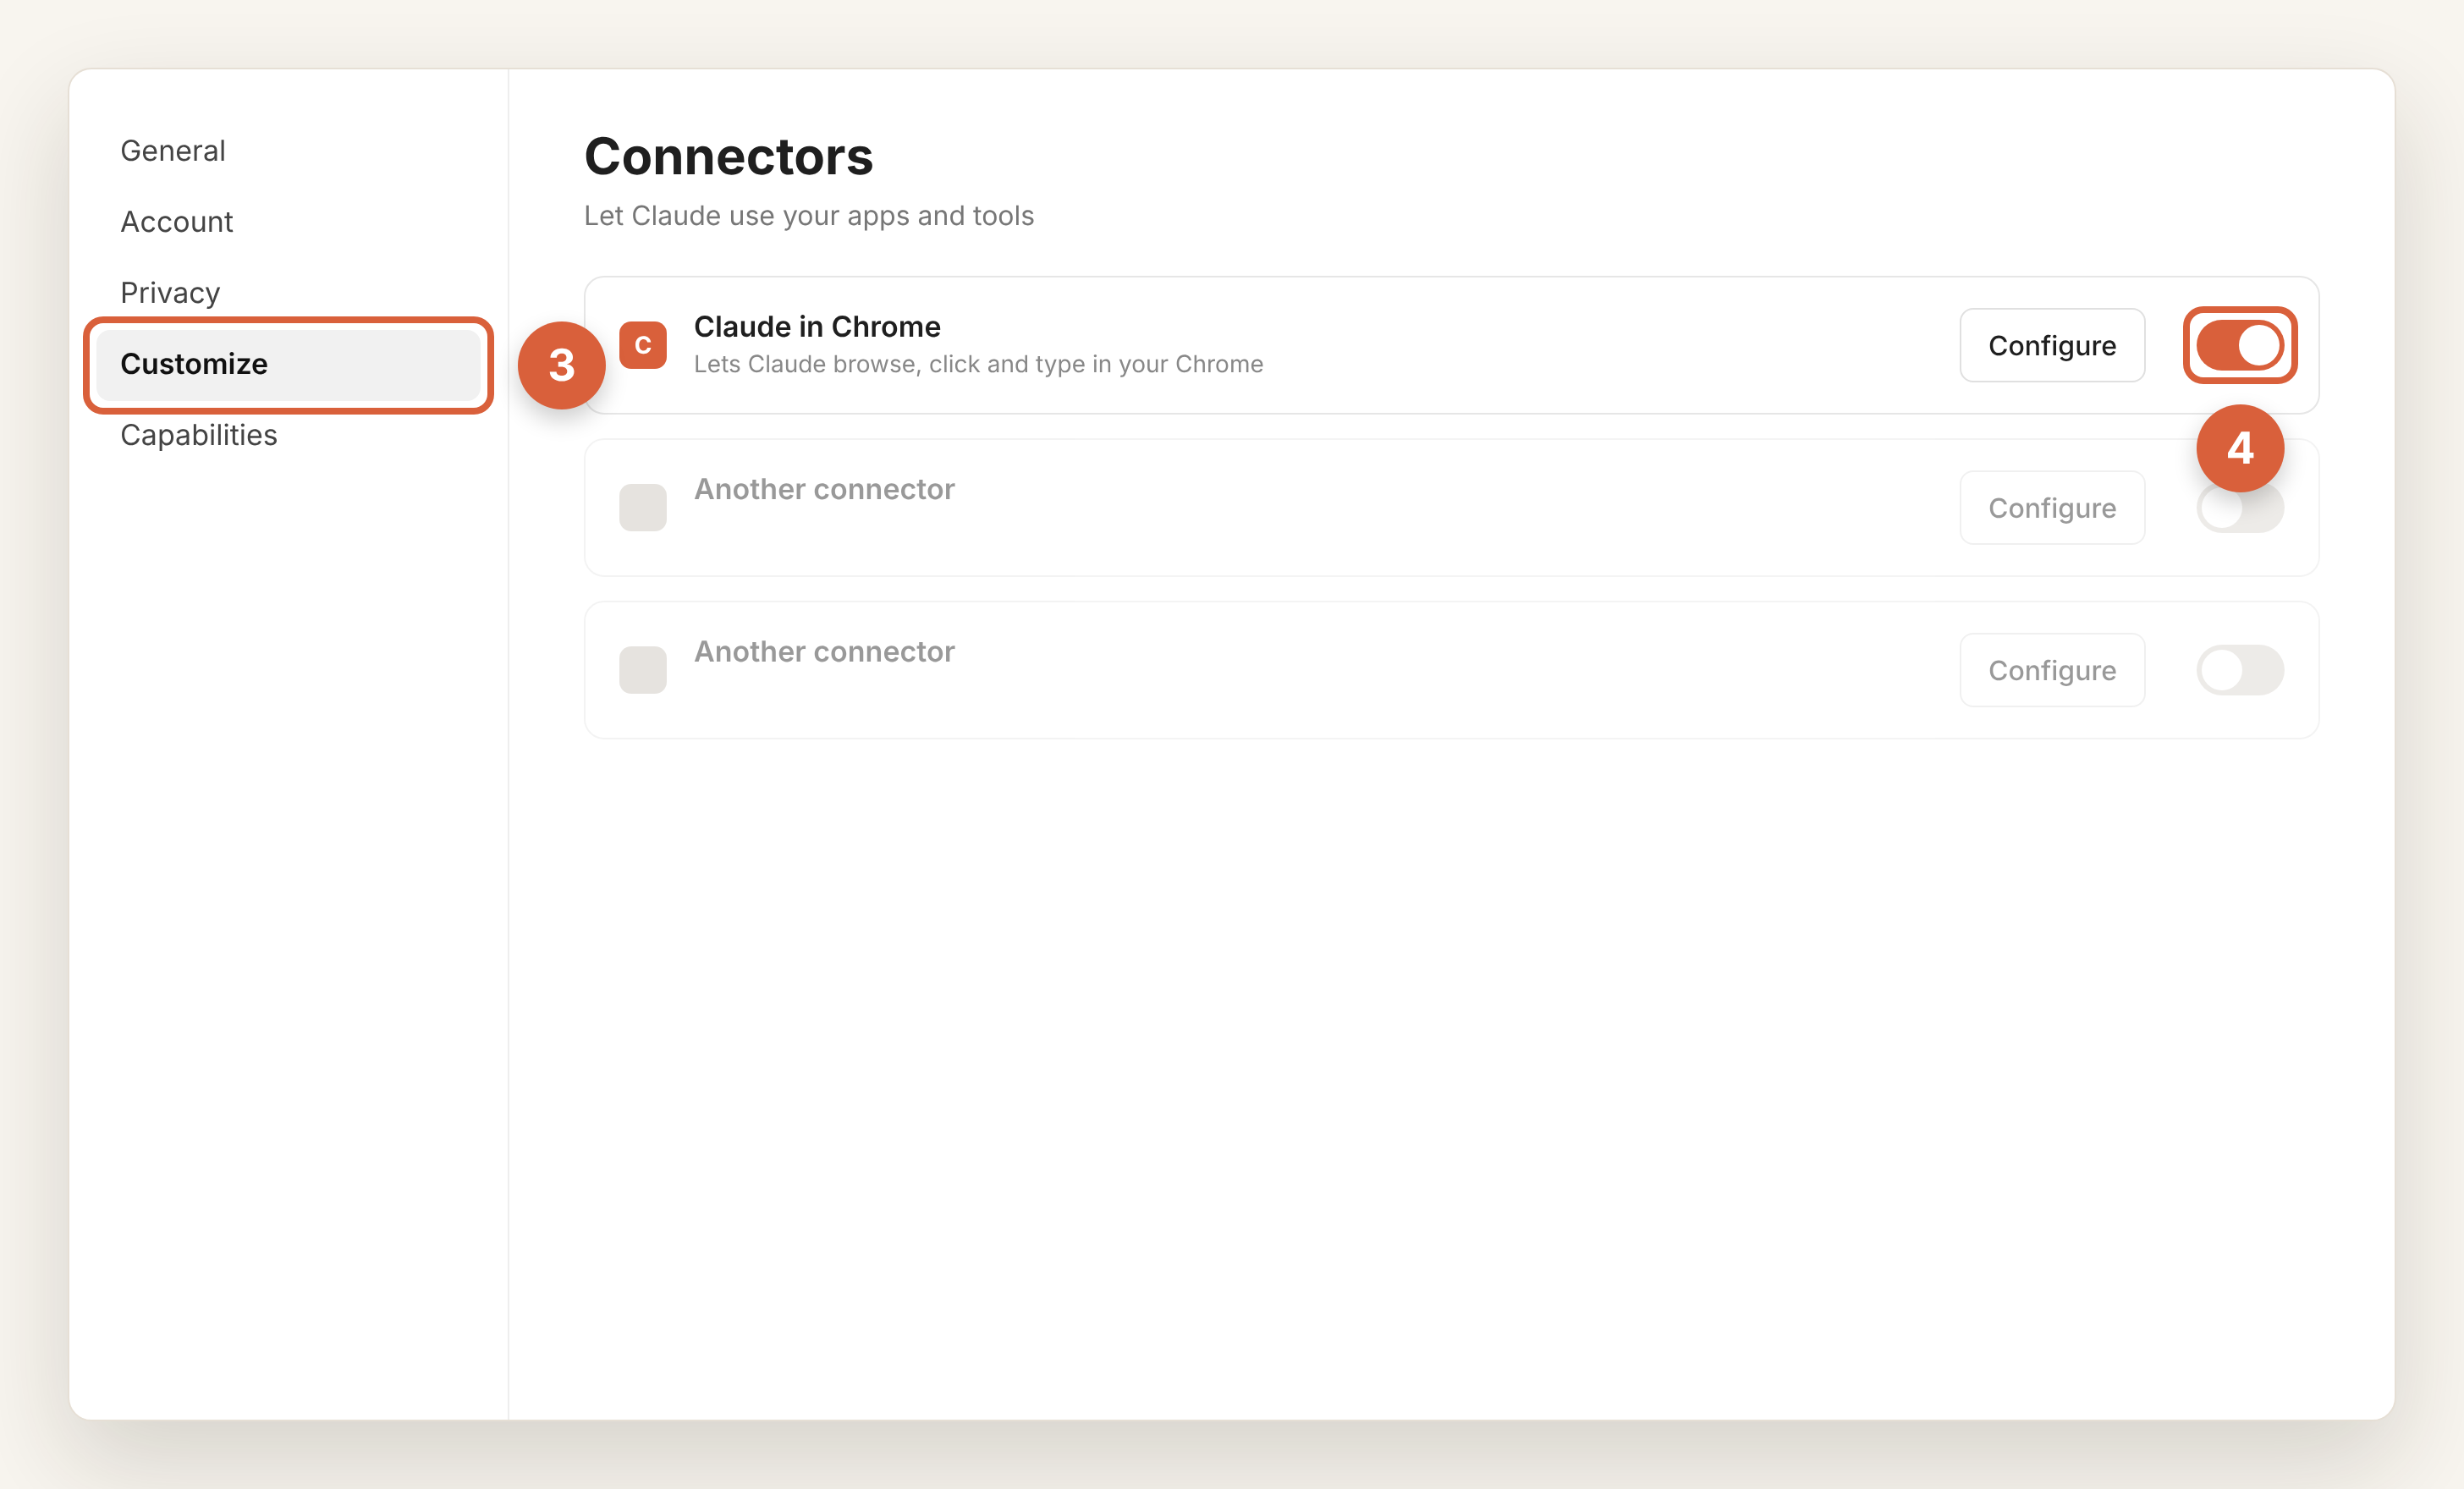 General
Account
Privacy
Customize
Capabilities
3
Connectors
Let Claude use your apps and tools
C
Claude in Chrome
Lets Claude browse, click and type in your Chrome
Configure
4
Another connector
Configure
Another connector
Configure